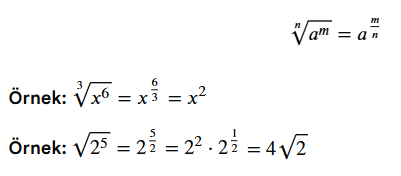 ⁿ√(aᵐ) = a^(m/n)
Örnek: ³√(x⁶) = x^(6/3) = x²
Örnek: √(2⁵) = 2^(5/2) = 2² · 2^(1/2) = 4√2